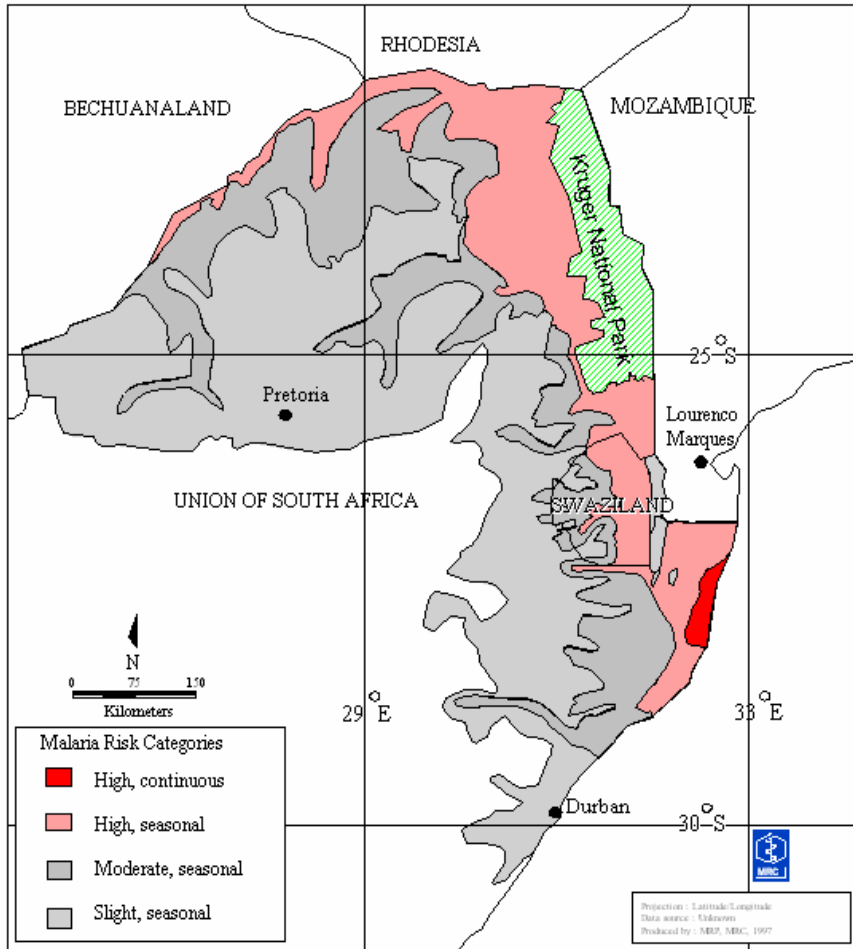 RHODESIA
BECHUANALAND
MOZAMBIQUE
Kruger National Park
25° S
Pretoria
Lourenco
Marques
UNION OF SOUTH AFRICA
SWAZILAND
N
0 75 150
Kilometers
29° E
33° E
Malaria Risk Categories
High, continuous
High, seasonal
Moderate, seasonal
Slight, seasonal
Durban
30° S
MRC
Projection : Latitude/Longitude
Data source : Unknown
Produced by : MRP, MRC, 1997